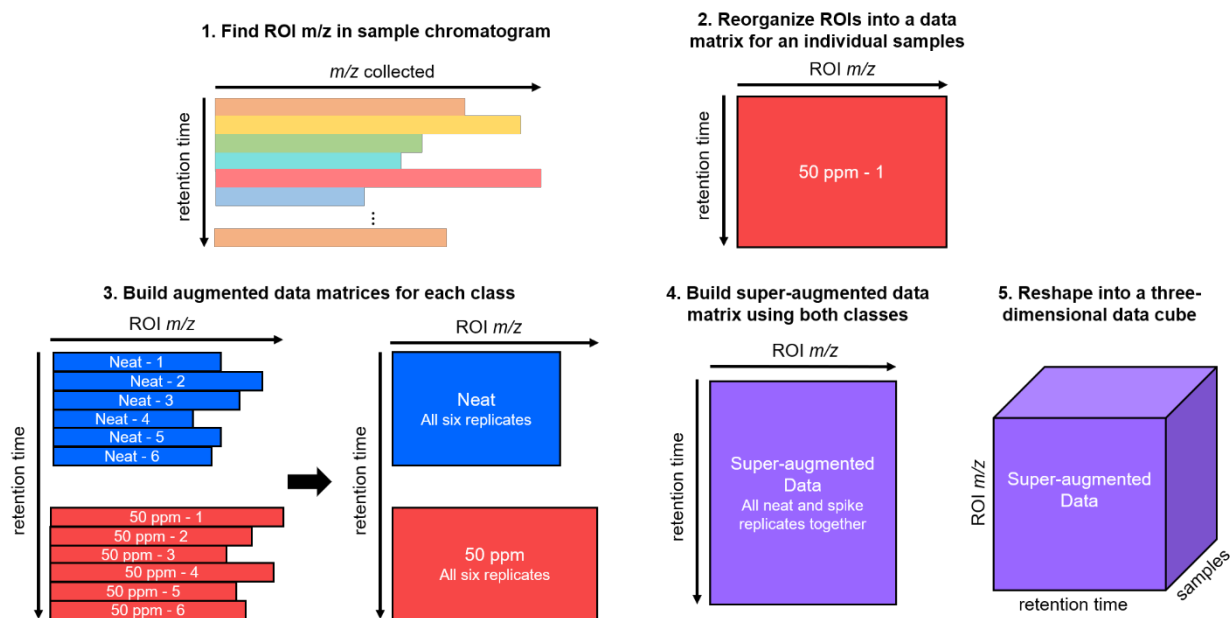 1. Find ROI m/z in sample chromatogram
m/z collected
retention time
...
2. Reorganize ROIs into a data
matrix for an individual samples
ROI m/z
retention time
50 ppm - 1
3. Build augmented data matrices for each class
ROI m/z
retention time
Neat - 1
Neat - 2
Neat - 3
Neat - 4
Neat - 5
Neat - 6
50 ppm - 1
50 ppm - 2
50 ppm - 3
50 ppm - 4
50 ppm - 5
50 ppm - 6
ROI m/z
retention time
Neat
All six replicates
50 ppm
All six replicates
4. Build super-augmented data
matrix using both classes
ROI m/z
retention time
Super-augmented
Data
All neat and spike
replicates together
5. Reshape into a three-
dimensional data cube
ROI m/z
Super-augmented
Data
retention time
samples